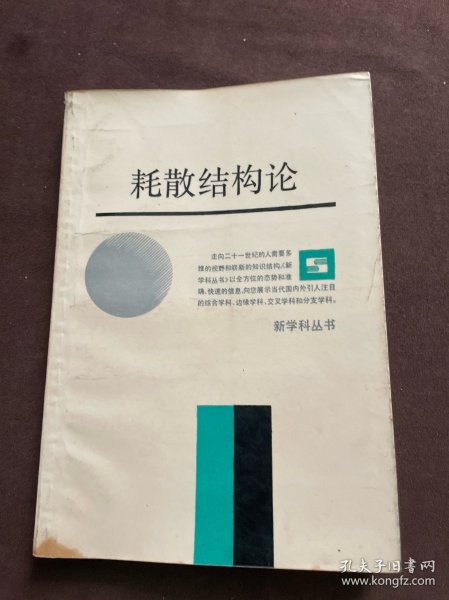 耗散结构论
走向二十一世纪的人需要多
维的视野和崭新的知识结构,《新
学科丛书》以全方位的态势和准
确、快速的信息,向您展示当代国内外引人注目
的综合学科、边缘学科、交叉学科和分支学科。
新学科丛书
孔夫子旧书网
www.kongfz.com